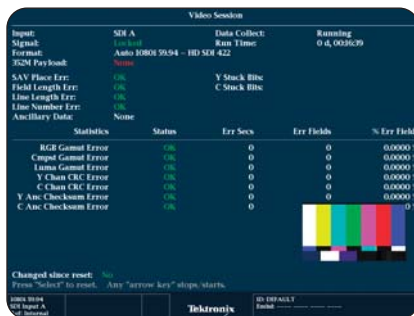 Video Session
Input: SDI A Data Collect: Running
Signal: Locked Run Time: 0 d, 00:16:39
Format: Auto 1080I 59.94 – HD SDI 422
352M Payload: None
SAV Place Err: OK Y Stuck Bits:
Field Length Err: OK C Stuck Bits:
Line Length Err: OK
Line Number Err: OK
Ancillary Data: None
Statistics Status Err Secs Err Fields % Err Field
RGB Gamut Error OK 0 0 0.0000 %
Cmpst Gamut Error OK 0 0 0.0000 %
Luma Gamut Error OK 0 0 0.0000 %
Y Chan CRC Error OK 0 0 0.0000 %
C Chan CRC Error OK 0 0 0.0000 %
Y Anc Checksum Error OK 0 0 0.0000 %
C Anc Checksum Error OK 0 0
Changed since reset: No
Press "Select" to reset. Any "arrow key" stops/starts.
1080I 59.94
SDI Input A
Ref: Internal
Tektronix
ID: DEFAULT